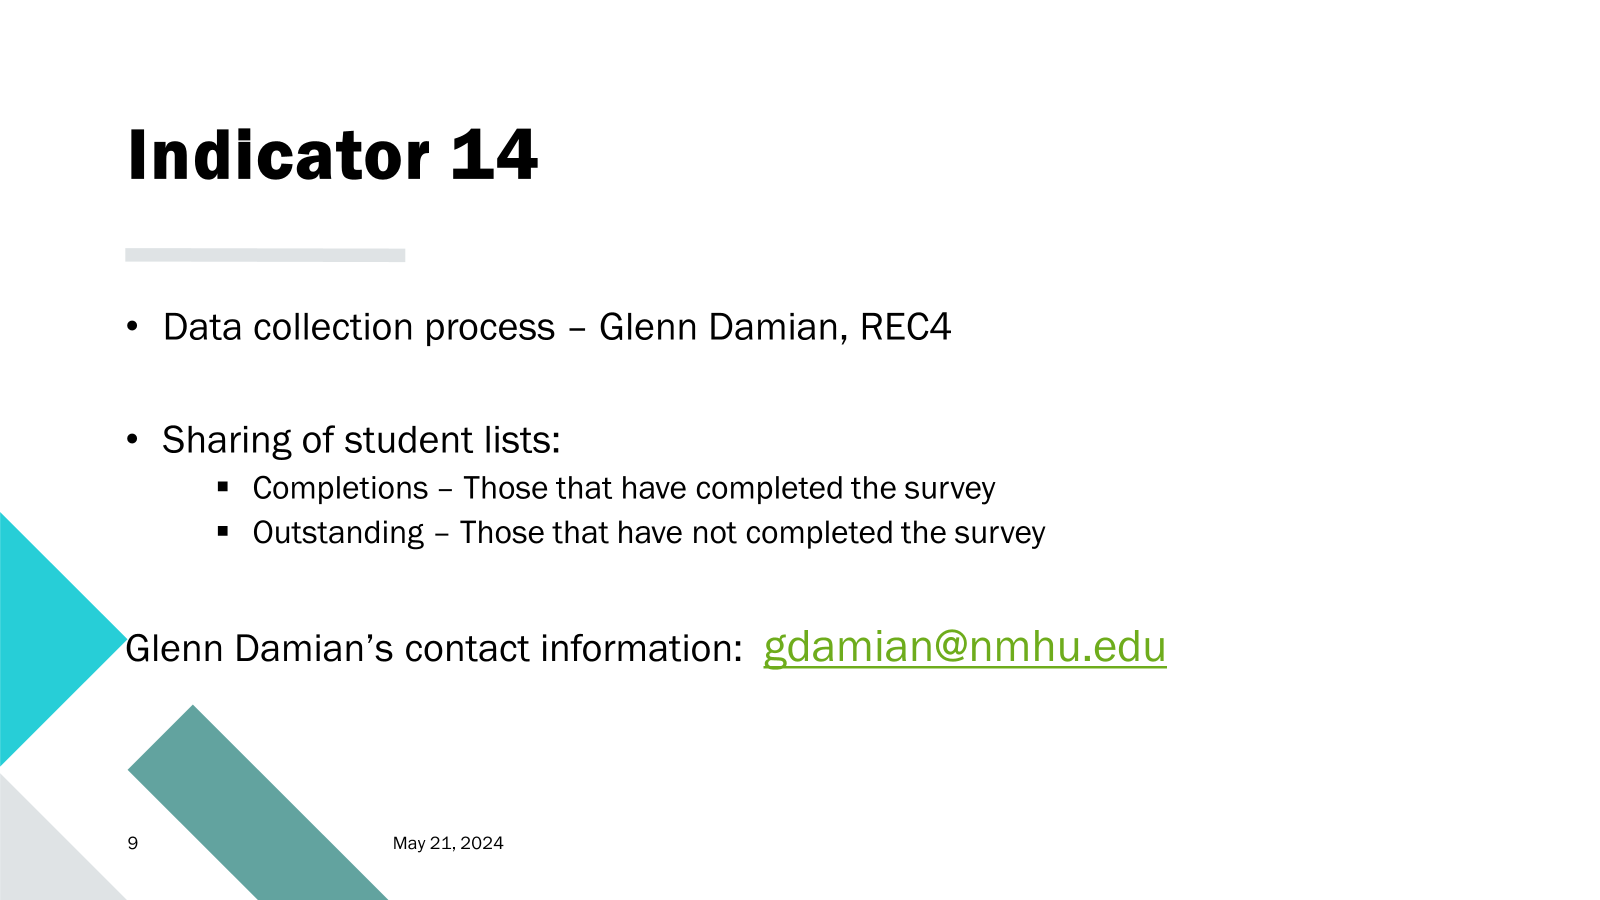 Indicator 14
• Data collection process – Glenn Damian, REC4
• Sharing of student lists:
▪ Completions – Those that have completed the survey
▪ Outstanding – Those that have not completed the survey
Glenn Damian’s contact information: gdamian@nmhu.edu
9 May 21, 2024